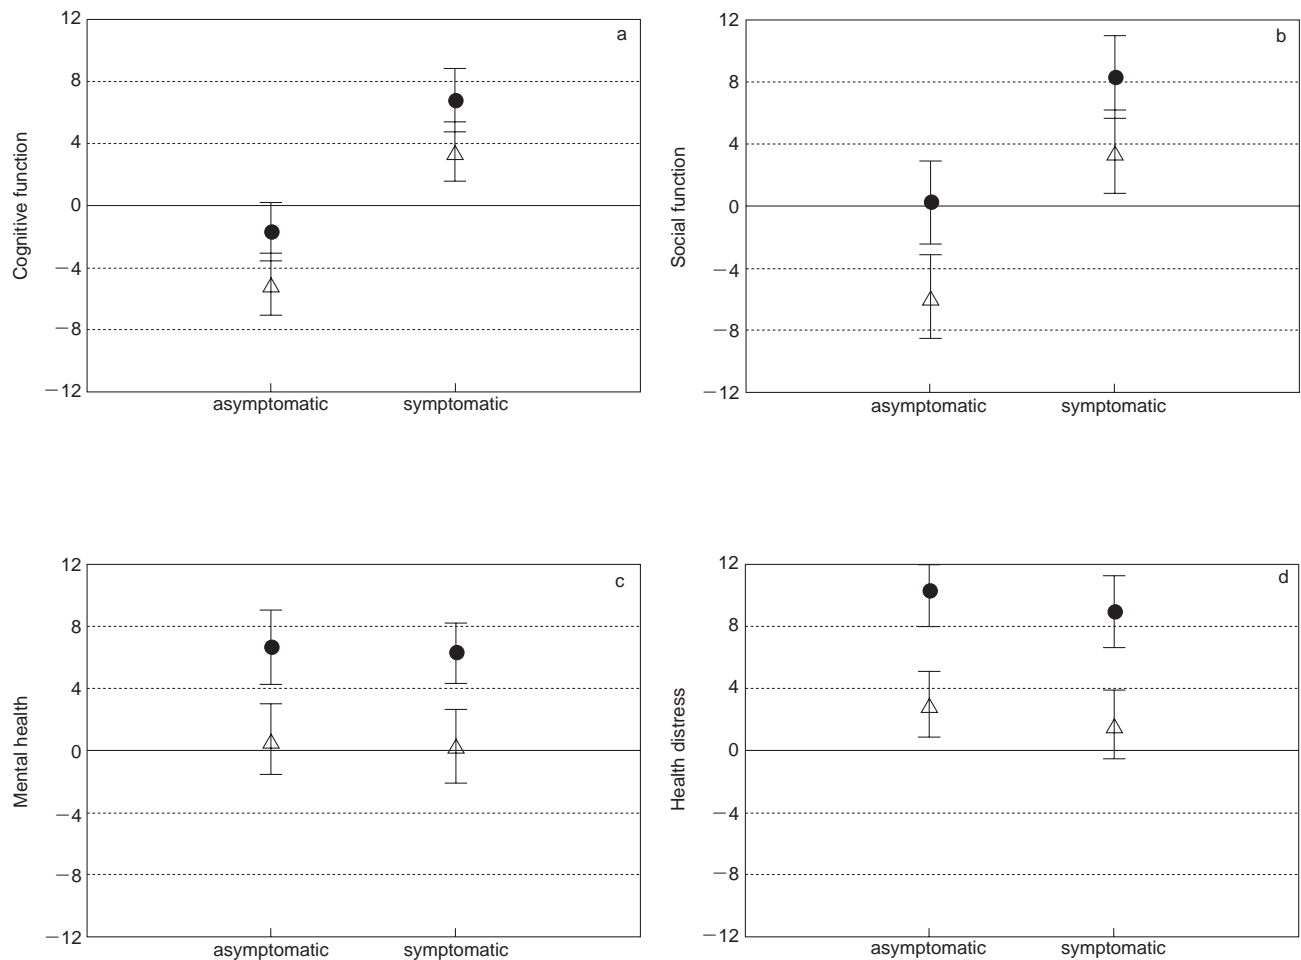 12
8
4
0
−4
−8
−12
Cognitive function
a
asymptomatic symptomatic
12
8
4
0
−4
−8
−12
Social function
b
asymptomatic symptomatic
12
8
4
0
−4
−8
−12
Mental health
c
asymptomatic symptomatic
12
8
4
0
−4
−8
−12
Health distress
d
asymptomatic symptomatic